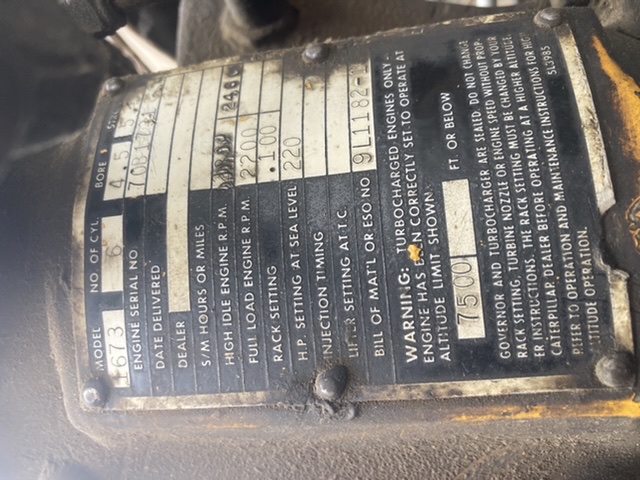 MODEL NO. OF CYL. BORE
673 6 4.5
ENGINE SERIAL NO. 70B
DATE DELIVERED
DEALER
S/M HOURS OR MILES
HIGH IDLE ENGINE R.P.M.
FULL LOAD ENGINE R.P.M. 2200
RACK SETTING .100
H.P. SETTING AT SEA LEVEL 220
INJECTION TIMING
LIFTER SETTING AT T.C.
BILL OF MAT'L OR ESO NO. 9L1182-
WARNING: TURBOCHARGED ENGINES ONLY
ENGINE HAS BEEN CORRECTLY SET TO OPERATE AT
ALTITUDE LIMIT SHOWN.
7500 FT. OR BELOW
GOVERNOR AND TURBOCHARGER ARE SEALED. DO NOT CHANGE
RACK SETTING, TURBINE NOZZLE OR ENGINE SPEED WITHOUT PROP-
ER INSTRUCTIONS. THE RACK SETTING MUST BE CHANGED BY YOUR
CATERPILLAR DEALER BEFORE OPERATING AT A HIGHER ALTITUDE.
REFER TO OPERATION AND MAINTENANCE INSTRUCTIONS FOR HIGH
ALTITUDE OPERATION. 5L3985